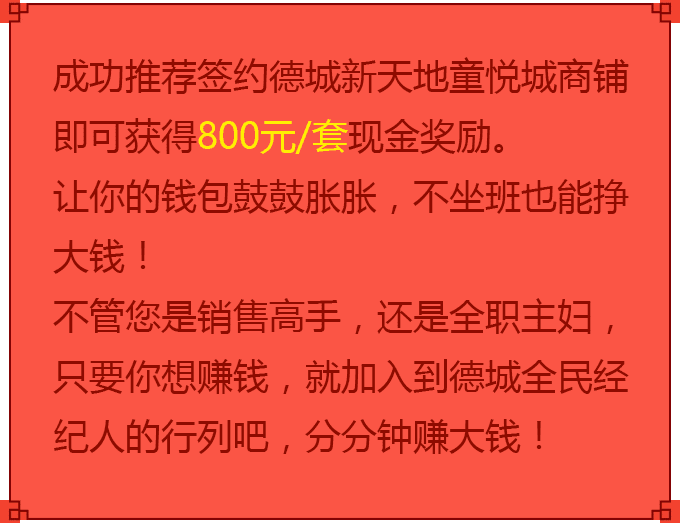 成功推荐签约德城新天地童悦城商铺
即可获得800元/套现金奖励。
让你的钱包鼓鼓胀胀，不坐班也能挣
大钱！
不管您是销售高手，还是全职主妇，
只要你想赚钱，就加入到德城全民经
纪人的行列吧，分分钟赚大钱！